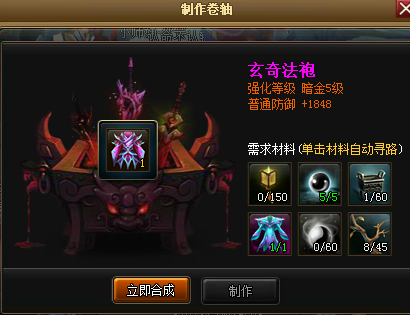 制作卷轴
玄奇法袍
强化等级 暗金5级
普通防御 +1848
需求材料(单击材料自动寻路)
1
0/150
5/5
1/60
1/1
0/60
8/45
立即合成
制作